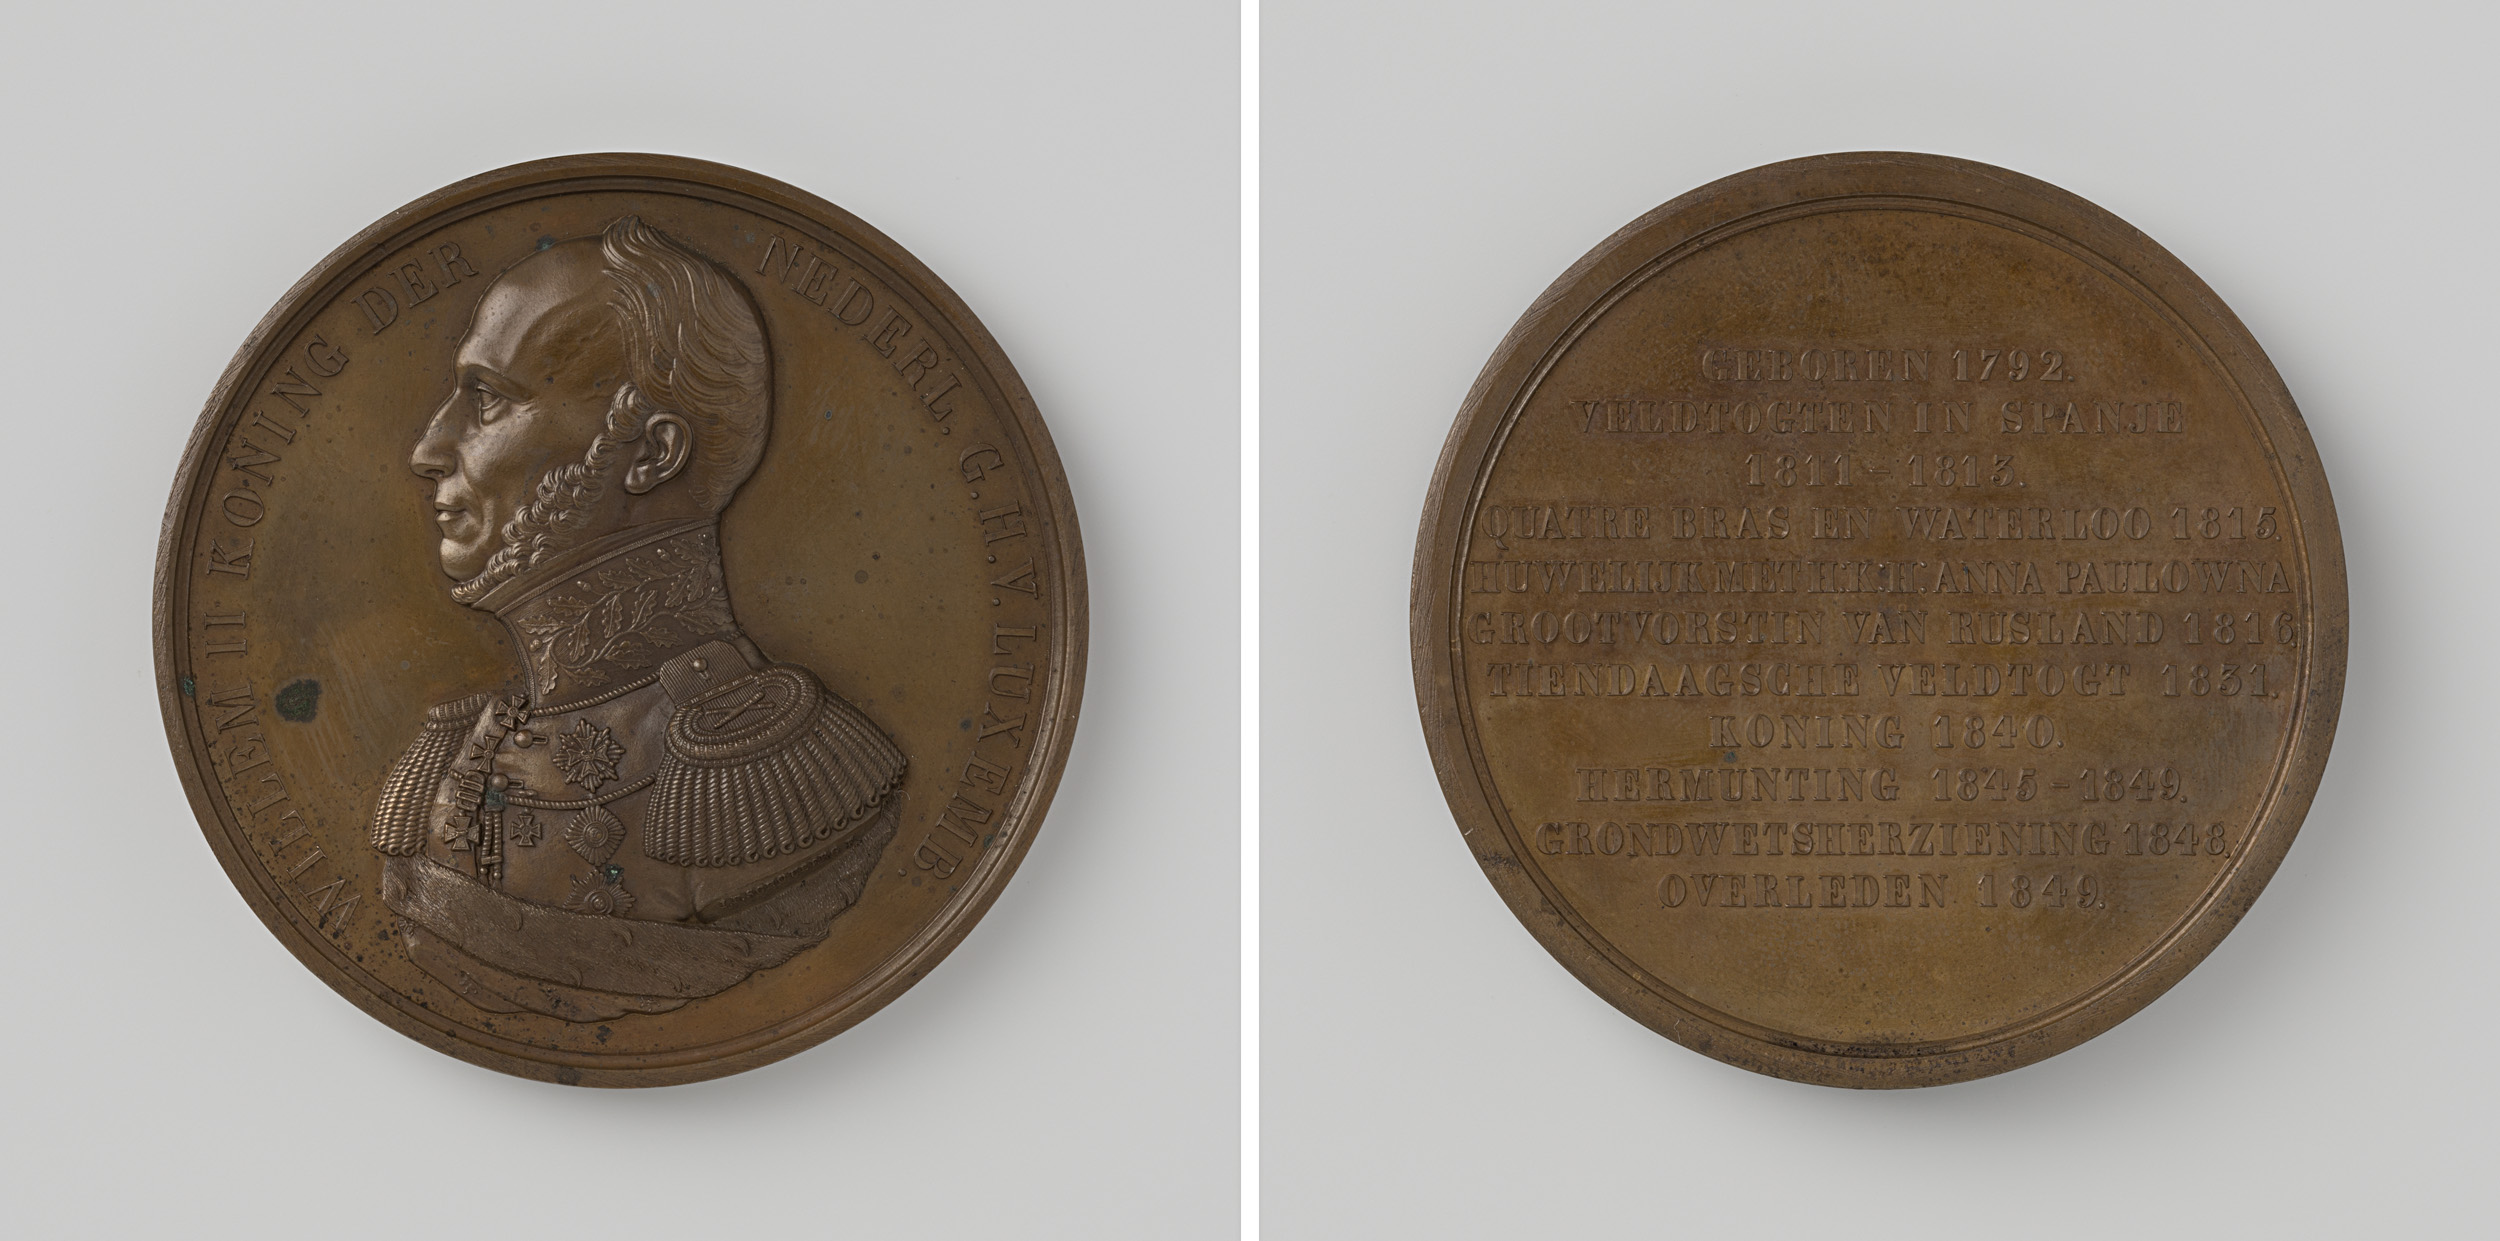 WILLEM II KONING DER NEDERL. G.H.V. LUXEMB.
GEBOREN 1792.
VELDTOGTEN IN SPANJE
1811-1813.
QUATRE BRAS EN WATERLOO 1815.
HUWELIJK MET H.K.H. ANNA PAULOWNA
GROOTVORSTIN VAN RUSLAND 1816.
TIENDAAGSCHE VELDTOGT 1831.
KONING 1840.
HERMUNTING 1845-1849.
GRONDWETSHERZIENING 1848.
OVERLEDEN 1849.